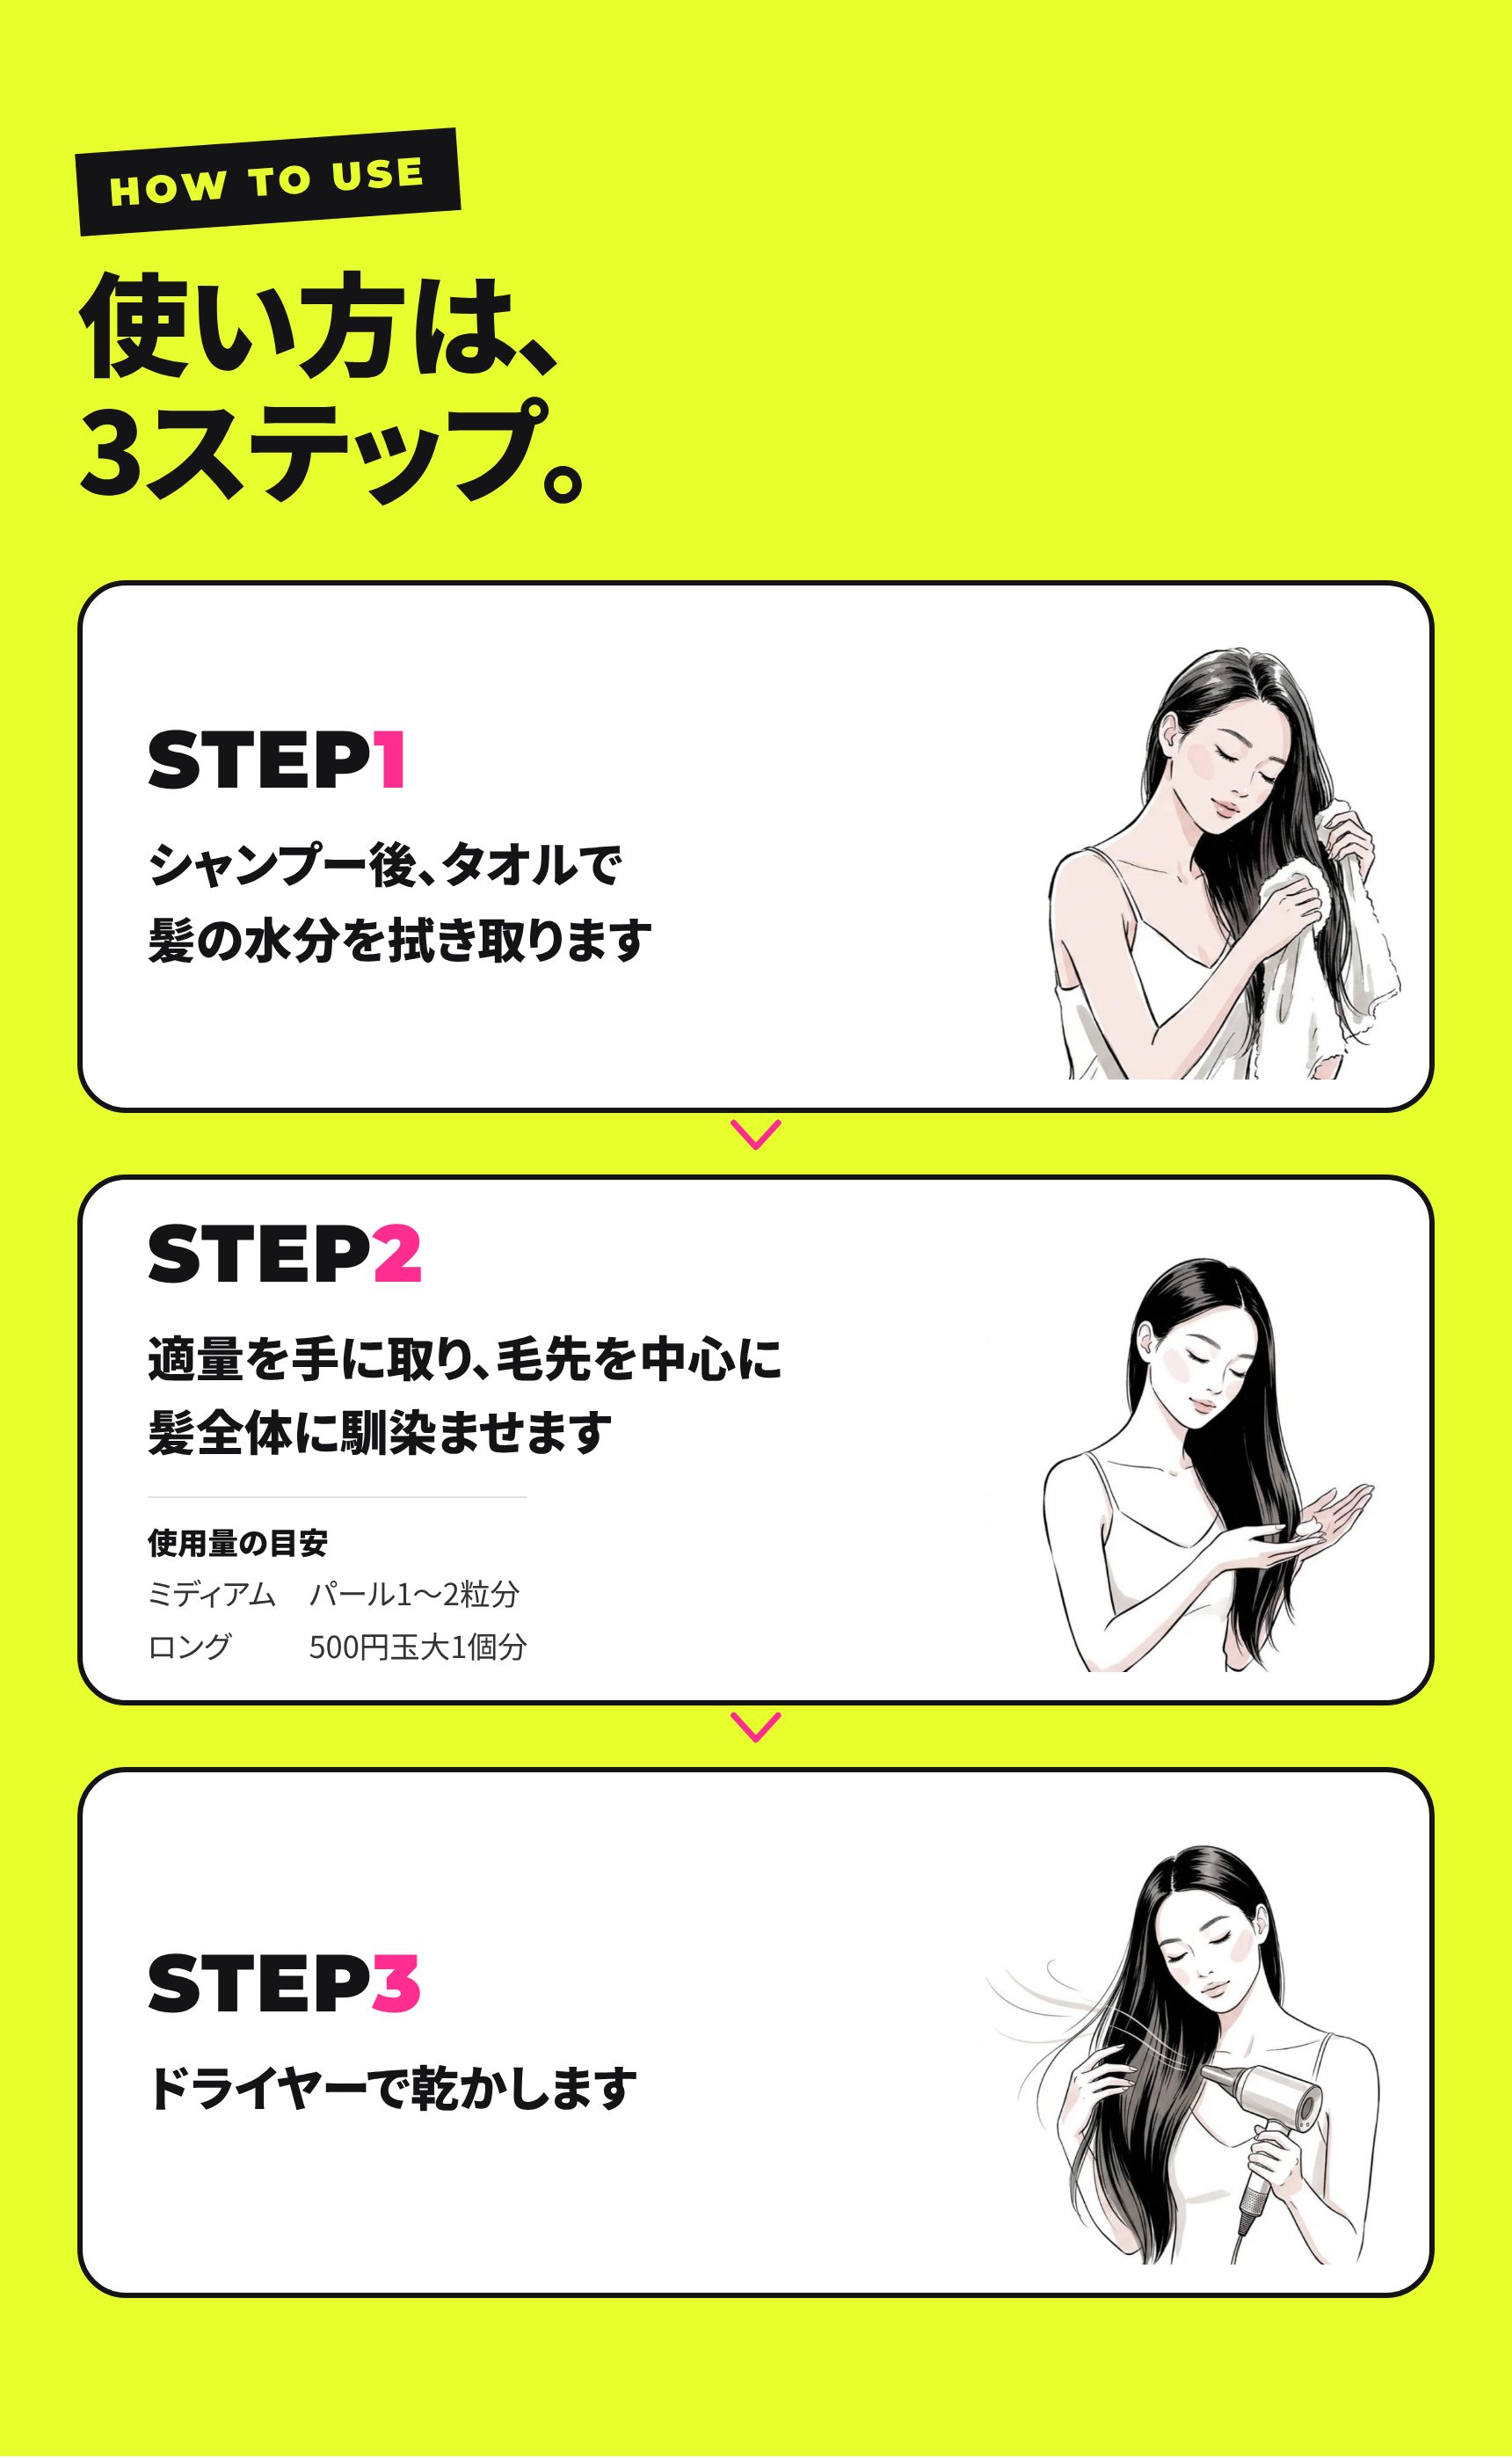 HOW TO USE
使い方は、
3ステップ。
STEP1
シャンプー後、タオルで
髪の水分を拭き取ります
STEP2
適量を手に取り、毛先を中心に
髪全体に馴染ませます
使用量の目安
ミディアム パール1〜2粒分
ロング 500円玉大1個分
STEP3
ドライヤーで乾かします